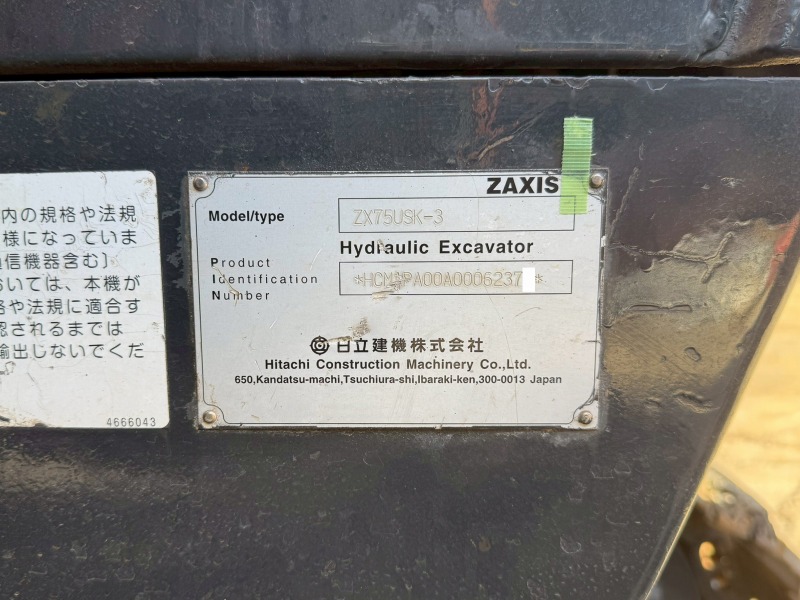 内の規格や法規
様になっていま
信機器含む〕
おいては、本機が
格や法規に適合す
認されるまでは
輸出しないでくだ
4666043
ZAXIS
Model/type ZX75USK-3
Hydraulic Excavator
Product
Identification
Number
日立建機株式会社
Hitachi Construction Machinery Co.,Ltd.
650,Kandatsu-machi,Tsuchiura-shi,Ibaraki-ken,300-0013 Japan